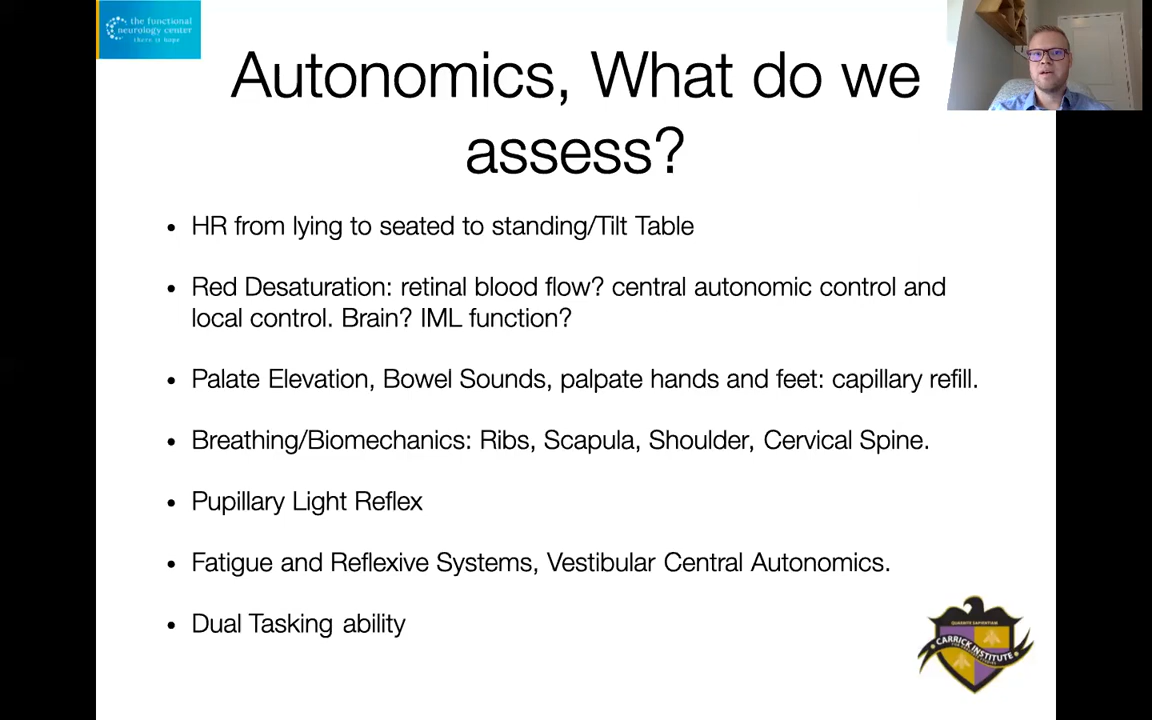 the functional
neurology center
there is hope
Autonomics, What do we
assess?
• HR from lying to seated to standing/Tilt Table
• Red Desaturation: retinal blood flow? central autonomic control and
local control. Brain? IML function?
• Palate Elevation, Bowel Sounds, palpate hands and feet: capillary refill.
• Breathing/Biomechanics: Ribs, Scapula, Shoulder, Cervical Spine.
• Pupillary Light Reflex
• Fatigue and Reflexive Systems, Vestibular Central Autonomics.
• Dual Tasking ability
CARRICK INSTITUTE